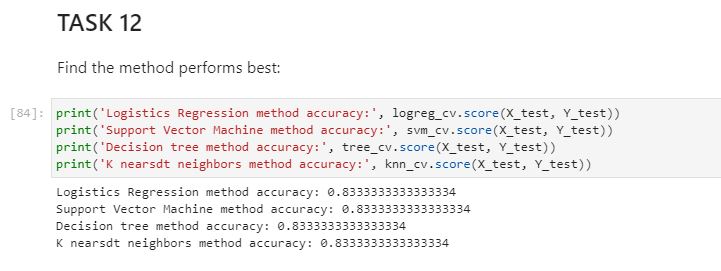 TASK 12
Find the method performs best:
[84]: print('Logistics Regression method accuracy:', logreg_cv.score(X_test, Y_test))
print('Support Vector Machine method accuracy:', svm_cv.score(X_test, Y_test))
print('Decision tree method accuracy:', tree_cv.score(X_test, Y_test))
print('K nearsdt neighbors method accuracy:', knn_cv.score(X_test, Y_test))
Logistics Regression method accuracy: 0.8333333333333334
Support Vector Machine method accuracy: 0.8333333333333334
Decision tree method accuracy: 0.8333333333333334
K nearsdt neighbors method accuracy: 0.8333333333333334